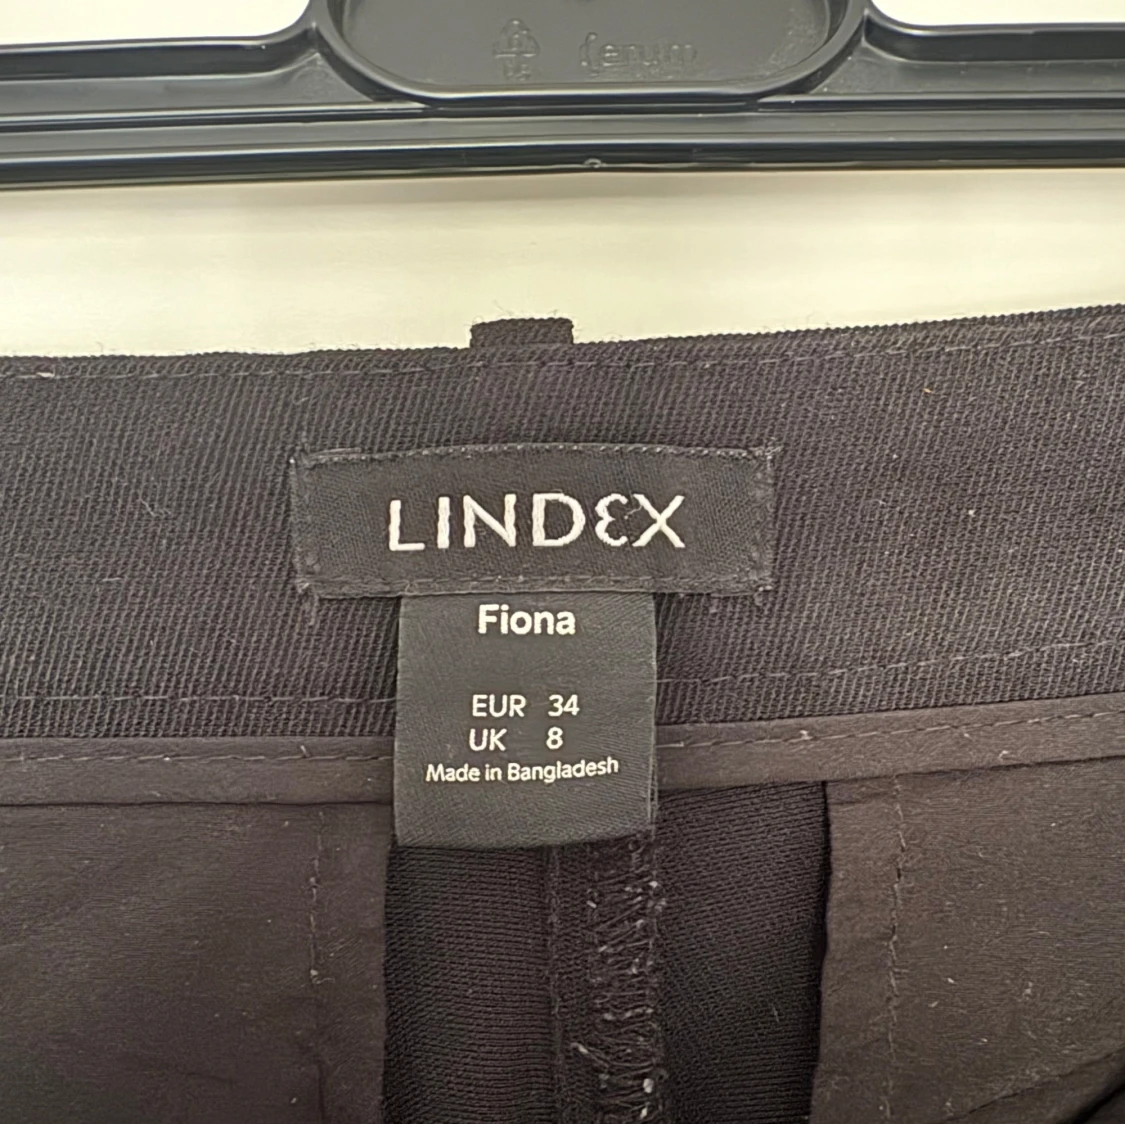 LINDEX
Fiona
EUR 34
UK 8
Made in Bangladesh